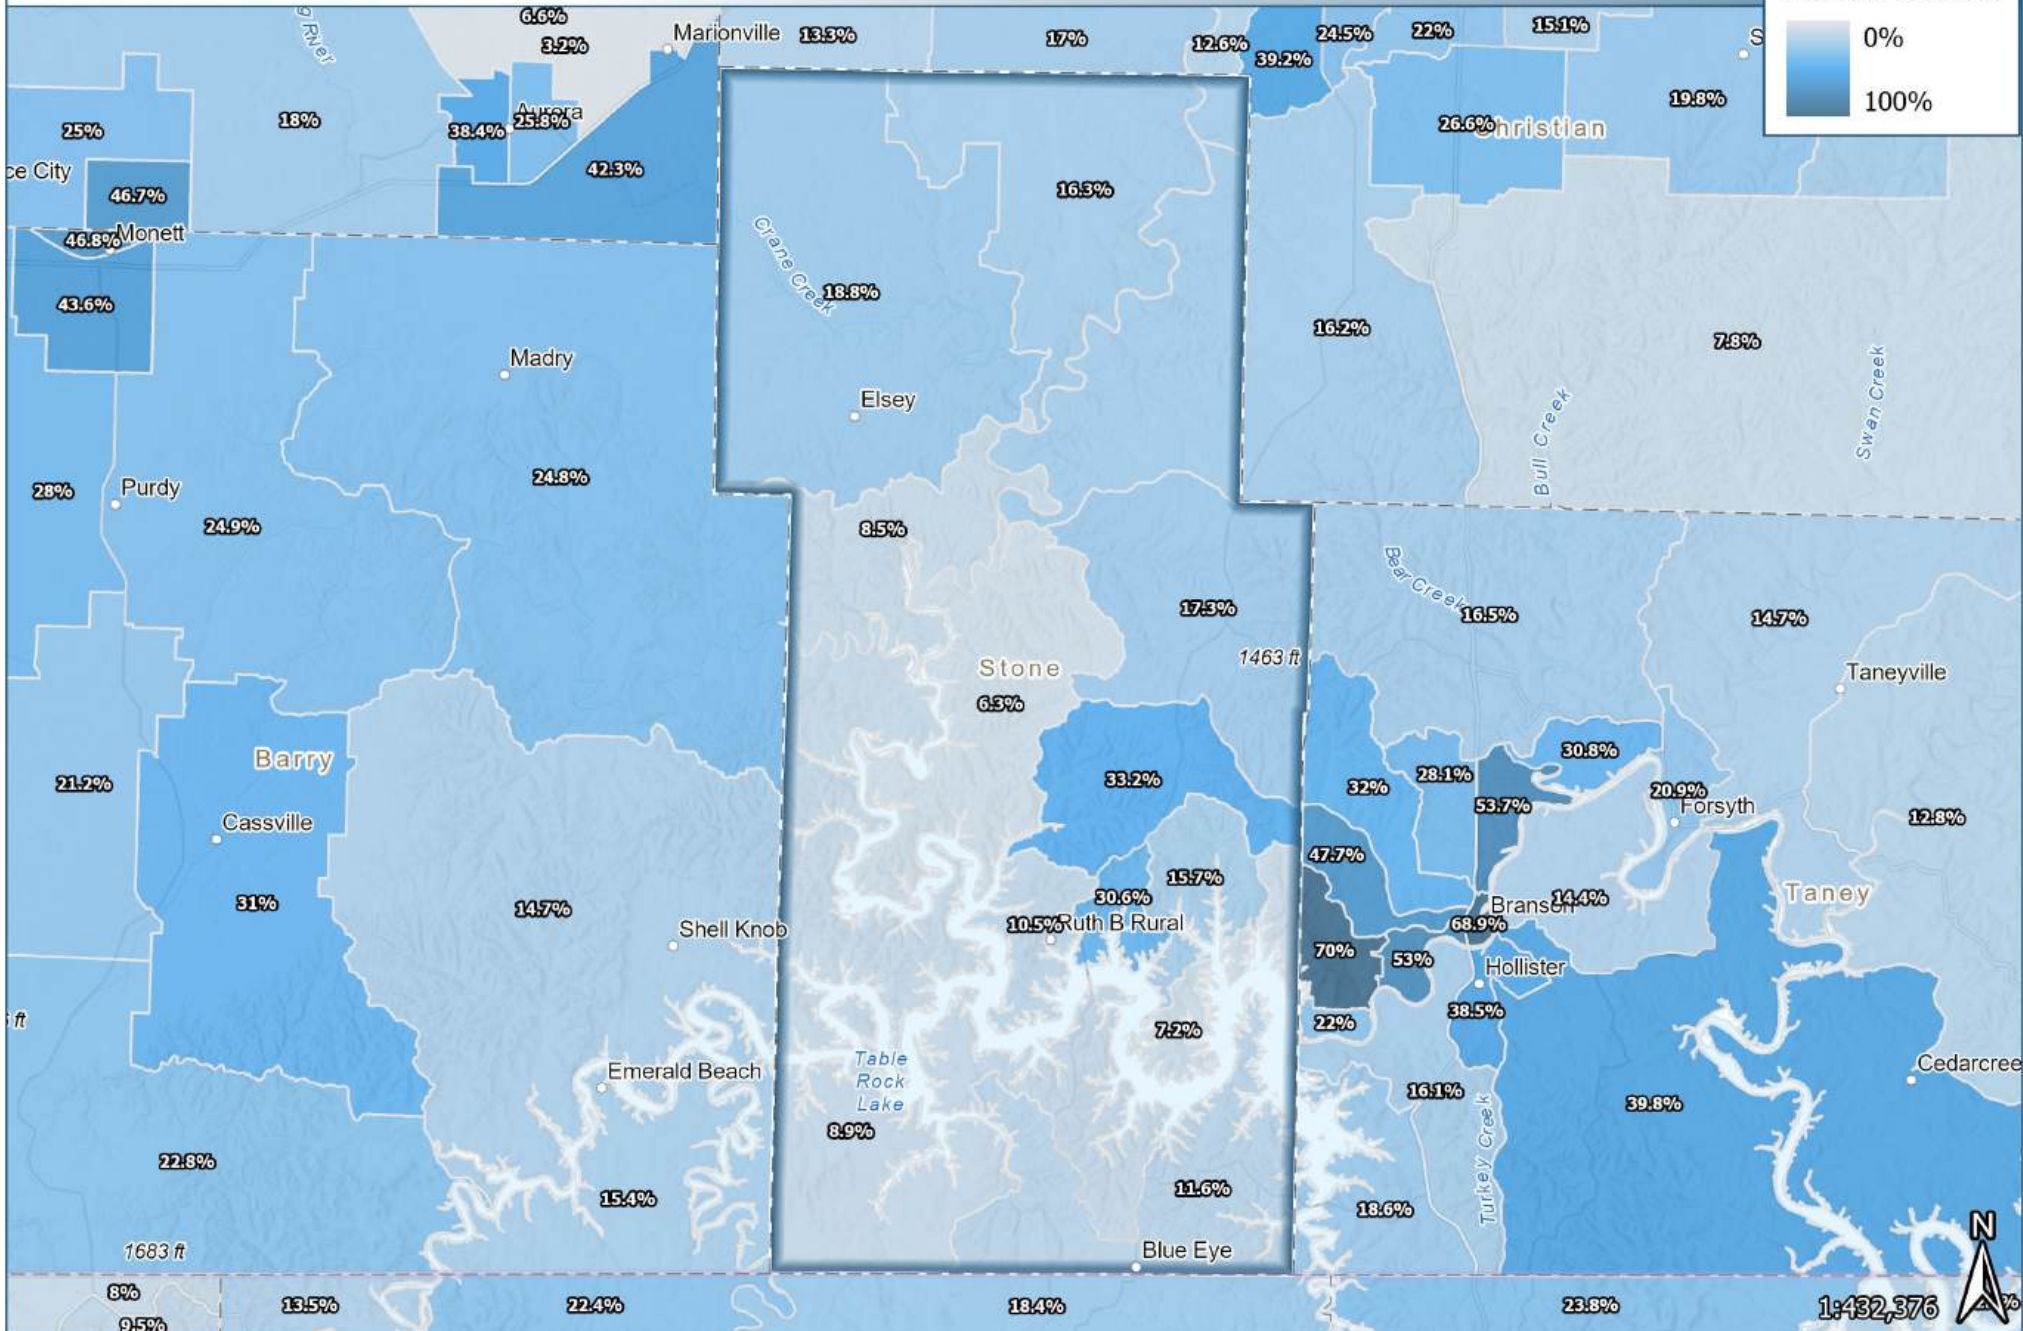 6.6%
3.2%
Marionville
13.3%
17%
12.6%
39.2%
24.5%
22%
15.1%
S
0%
100%
25%
18%
38.4%
Aurora
25.8%
42.3%
26.6%
Christian
19.8%
ce City
46.7%
46.8%
Monett
43.6%
16.3%
Crane Creek
18.8%
16.2%
7.8%
Madry
Elsey
Bull Creek
Swan Creek
28%
Purdy
24.9%
24.8%
8.5%
17.3%
Bear Creek
16.5%
14.7%
Stone
1463 ft
6.3%
Taneyville
Barry
21.2%
Cassville
31%
33.2%
32%
28.1%
53.7%
30.8%
20.9%
Forsyth
12.8%
47.7%
15.7%
30.6%
10.5%
Ruth B Rural
14.7%
Shell Knob
Branson
14.4%
Taney
68.9%
70%
53%
Hollister
38.5%
22%
7.2%
ft
Table
Rock
Lake
Emerald Beach
8.9%
16.1%
Turkey Creek
39.8%
Cedarcree
22.8%
15.4%
11.6%
18.6%
1683 ft
Blue Eye
N
8%
9.5%
13.5%
22.4%
18.4%
23.8%
1:432,376